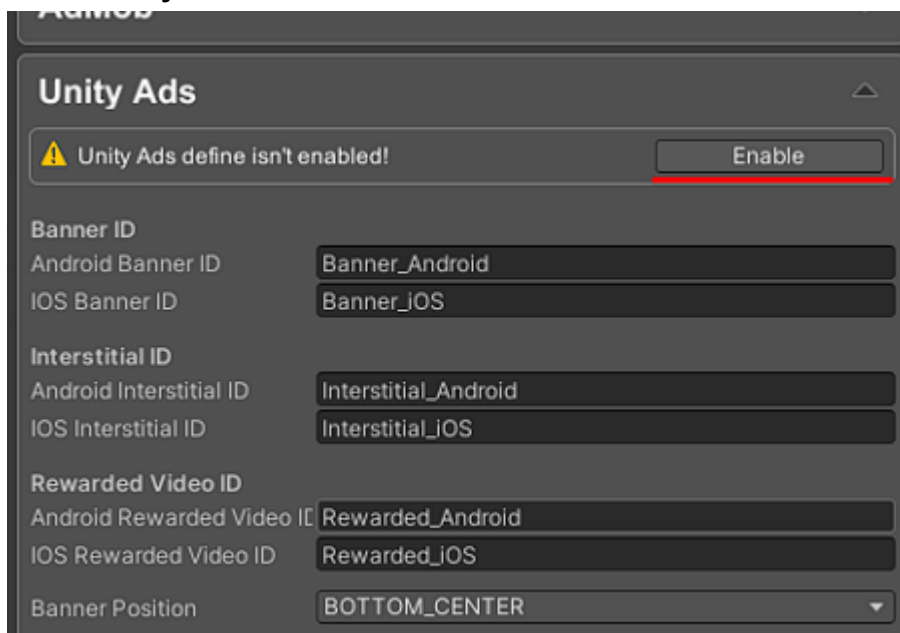 AdMob
Unity Ads
Unity Ads define isn't enabled!
Enable
Banner ID
Android Banner ID
Banner_Android
IOS Banner ID
Banner_iOS
Interstitial ID
Android Interstitial ID
Interstitial_Android
IOS Interstitial ID
Interstitial_iOS
Rewarded Video ID
Android Rewarded Video ID
Rewarded_Android
IOS Rewarded Video ID
Rewarded_iOS
Banner Position
BOTTOM_CENTER